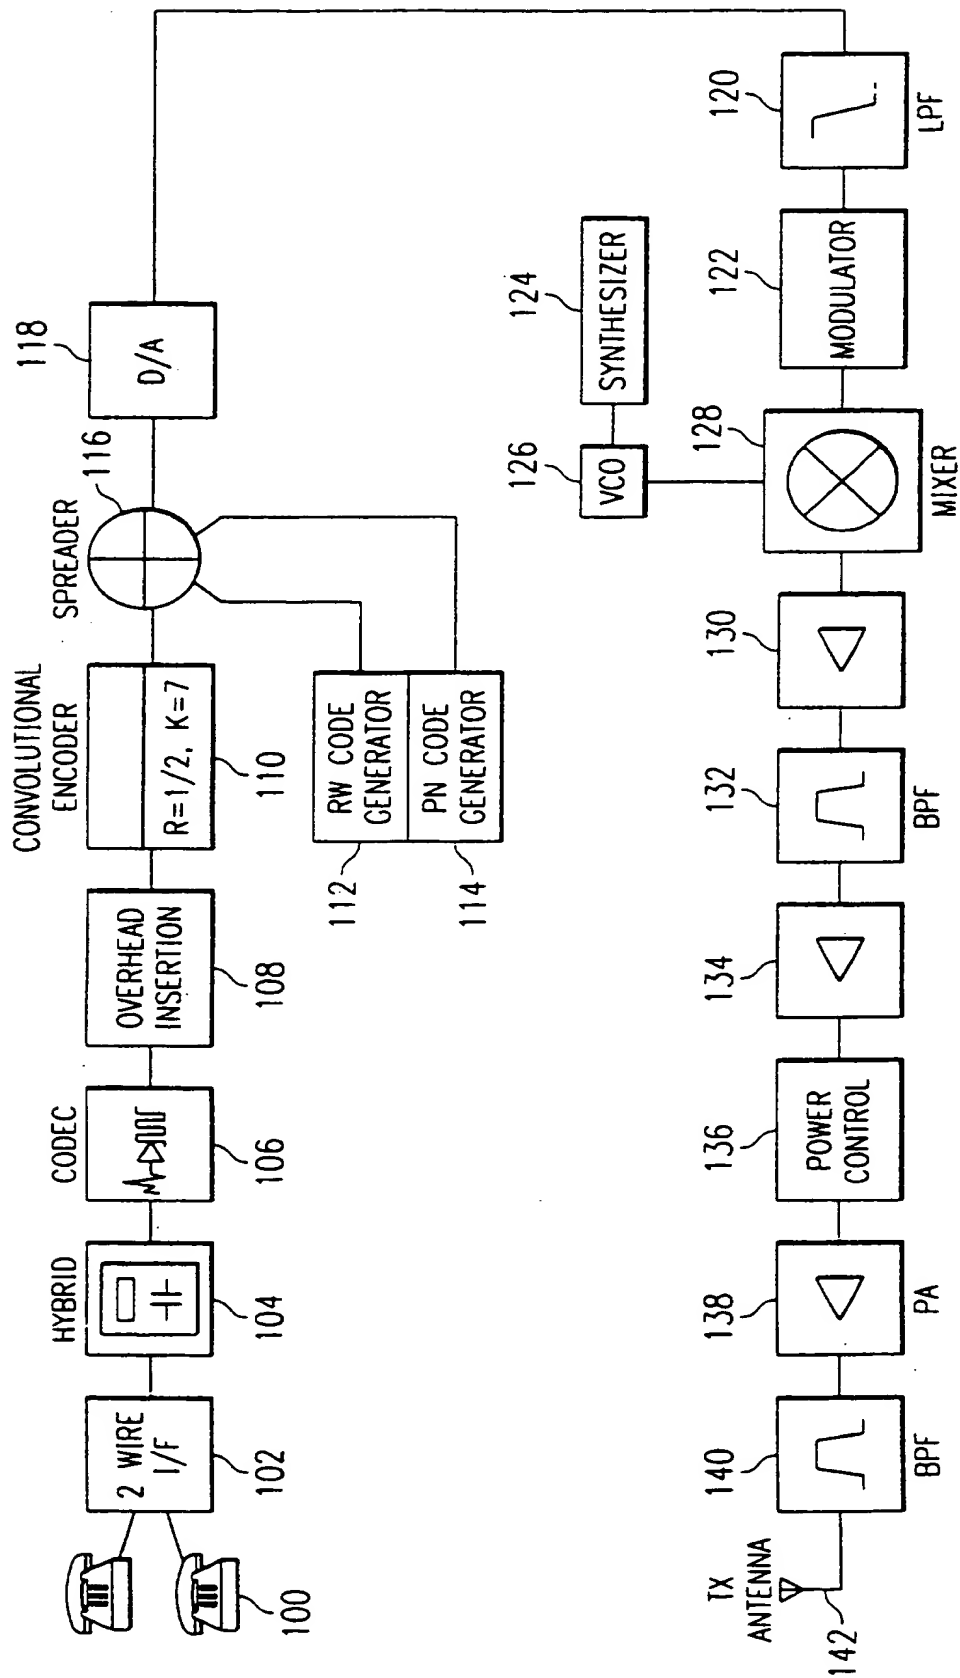 100
2 WIRE
I/F
102
HYBRID
104
CODEC
106
OVERHEAD
INSERTION
108
CONVOLUTIONAL
ENCODER
R=1/2, K=7
110
RW CODE
GENERATOR
112
PN CODE
GENERATOR
114
SPREADER
116
D/A
118
120
LPF
122
MODULATOR
124
SYNTHESIZER
126
VCO
128
MIXER
130
132
BPF
134
136
POWER
CONTROL
138
PA
140
BPF
TX
ANTENNA
142